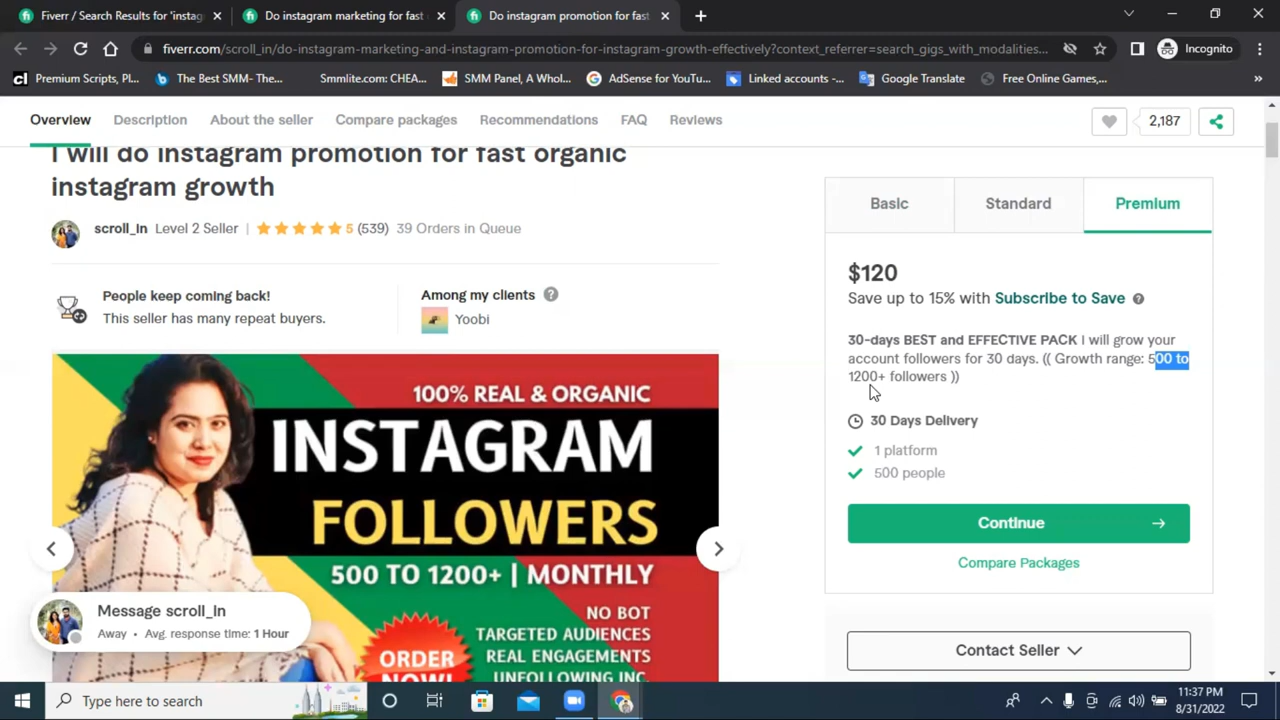 Fiverr / Search Results for 'instag
Do instagram marketing for fast
Do instagram promotion for fast
fiverr.com/scroll_in/do-instagram-marketing-and-instagram-promotion-for-instagram-growth-effectively?context_referrer=search_gigs_with_modalities...
Incognito
Premium Scripts, Pl...
The Best SMM- The...
Smmlite.com: CHEA...
SMM Panel, A Whol...
AdSense for YouTu...
Linked accounts -...
Google Translate
Free Online Games,...
Overview
Description
About the seller
Compare packages
Recommendations
FAQ
Reviews
2,187
I will do instagram promotion for fast organic
instagram growth
scroll_in Level 2 Seller
5 (539)
39 Orders in Queue
People keep coming back!
This seller has many repeat buyers.
Among my clients
Yoobi
100% REAL & ORGANIC
INSTAGRAM
FOLLOWERS
500 TO 1200+ | MONTHLY
NO BOT
TARGETED AUDIENCES
REAL ENGAGEMENTS
UNFOLLOWING INC.
ORDER
NOW!
Message scroll_in
Away • Avg. response time: 1 Hour
Basic
Standard
Premium
$120
Save up to 15% with Subscribe to Save
30-days BEST and EFFECTIVE PACK I will grow your
account followers for 30 days. (( Growth range: 500 to
1200+ followers ))
30 Days Delivery
1 platform
500 people
Continue
Compare Packages
Contact Seller
Type here to search
11:37 PM
8/31/2022